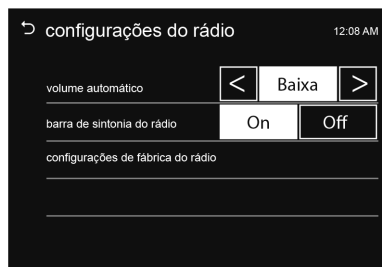 configurações do rádio 12:08 AM
volume automático < Baixa >
barra de sintonia do rádio On Off
configurações de fábrica do rádio